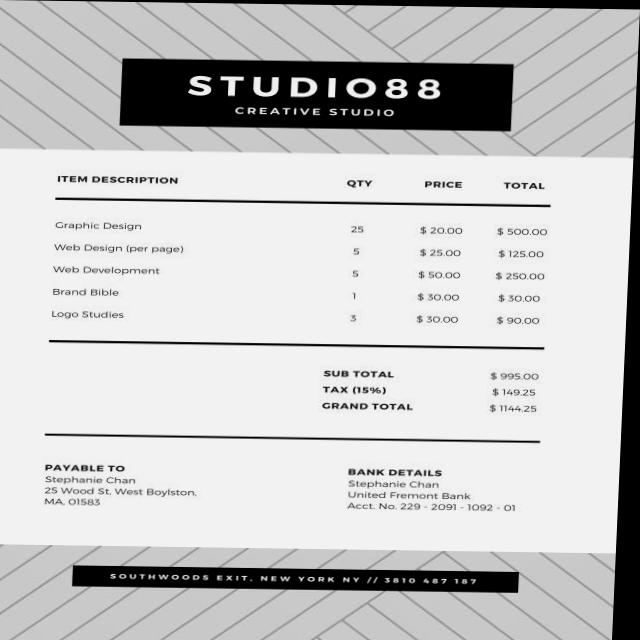 STUDIO88
CREATIVE STUDIO
ITEM DESCRIPTION QTY PRICE TOTAL
Graphic Design 25 $ 20.00 $ 500.00
Web Design (per page) 5 $ 25.00 $ 125.00
Web Development 5 $ 50.00 $ 250.00
Brand Bible 1 $ 30.00 $ 30.00
Logo Studies 3 $ 30.00 $ 90.00
SUB TOTAL $ 995.00
TAX (15%) $ 149.25
GRAND TOTAL $ 1144.25
PAYABLE TO
Stephanie Chan
25 Wood St, West Boylston,
MA, 01583
BANK DETAILS
Stephanie Chan
United Fremont Bank
Acct. No. 229 - 2091 - 1092 - 01
SOUTHWOODS EXIT, NEW YORK NY // 3810 487 187